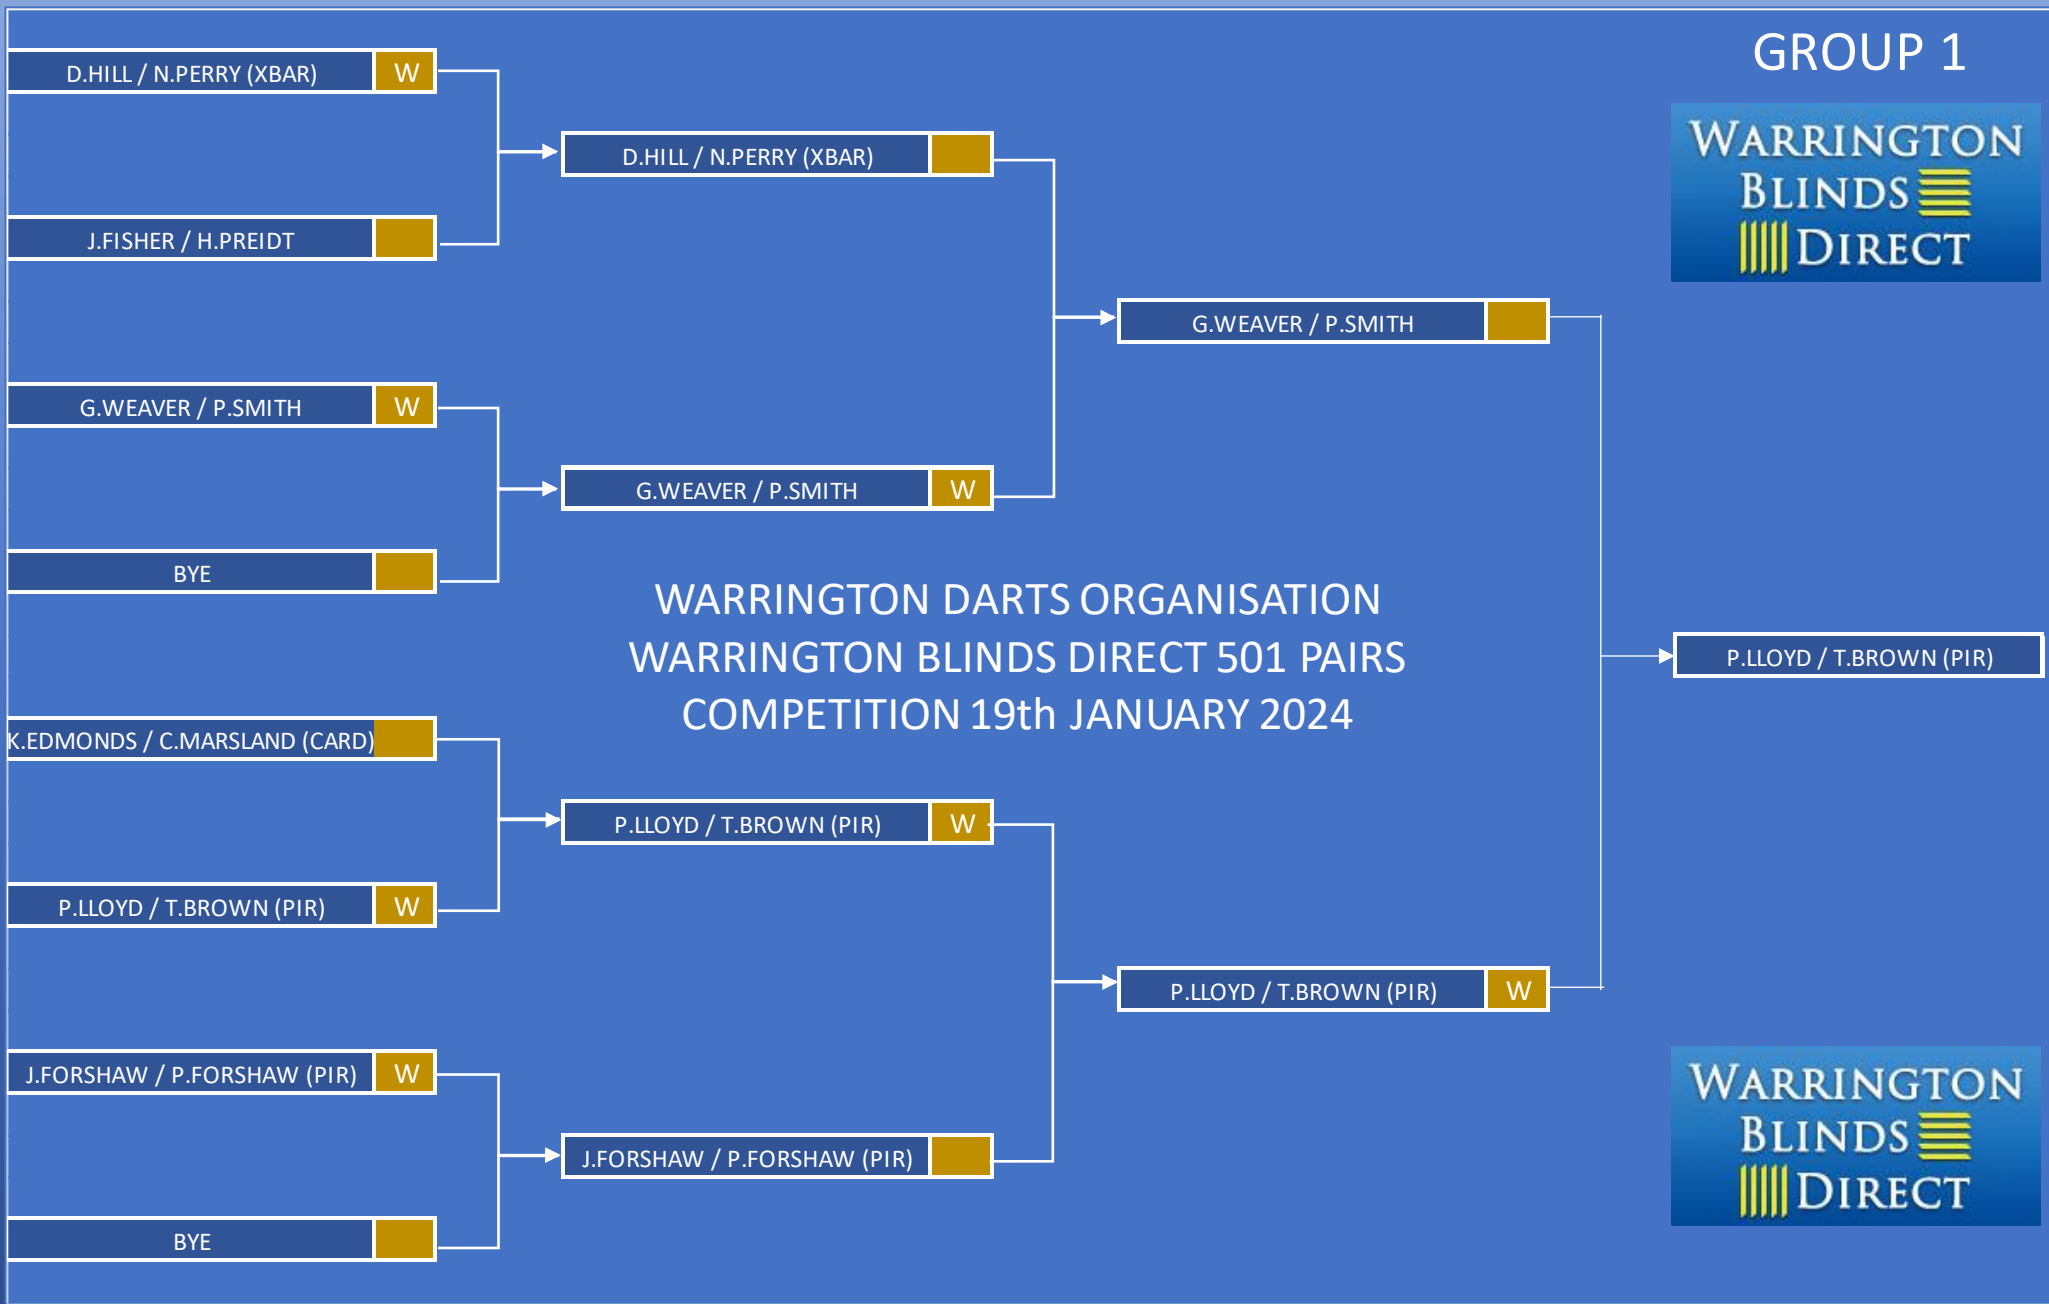 GROUP 1
WARRINGTON
BLINDS
DIRECT
D.HILL / N.PERRY (XBAR) W
J.FISHER / H.PREIDT
G.WEAVER / P.SMITH W
BYE
K.EDMONDS / C.MARSLAND (CARD)
P.LLOYD / T.BROWN (PIR) W
J.FORSHAW / P.FORSHAW (PIR) W
BYE
D.HILL / N.PERRY (XBAR)
G.WEAVER / P.SMITH W
WARRINGTON DARTS ORGANISATION
WARRINGTON BLINDS DIRECT 501 PAIRS
COMPETITION 19th JANUARY 2024
P.LLOYD / T.BROWN (PIR) W
J.FORSHAW / P.FORSHAW (PIR)
G.WEAVER / P.SMITH
P.LLOYD / T.BROWN (PIR) W
P.LLOYD / T.BROWN (PIR)
WARRINGTON
BLINDS
DIRECT